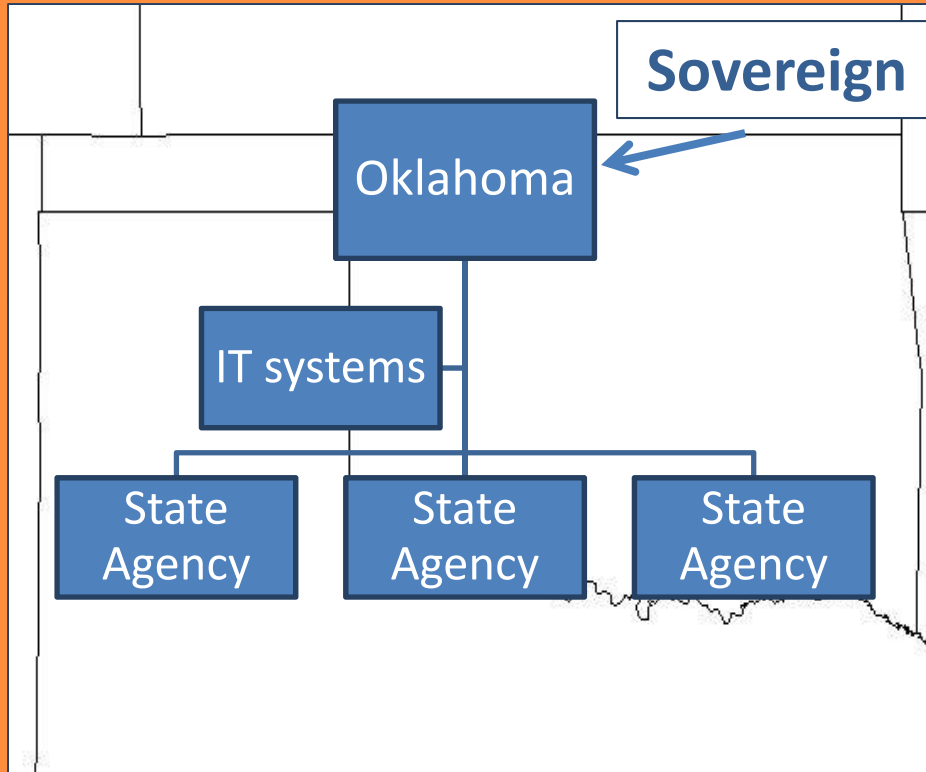 Sovereign
Oklahoma
IT systems
State
Agency
State
Agency
State
Agency